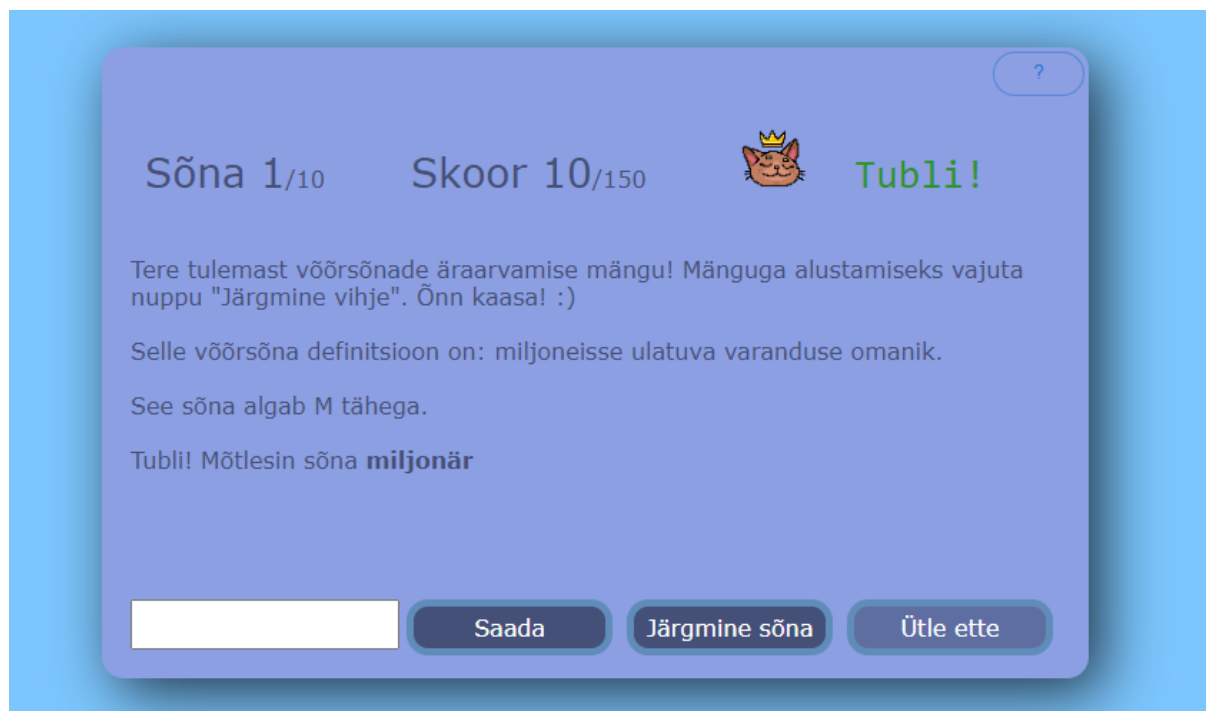 ?
Sõna 1/10 Skoor 10/150 Tubli!
Tere tulemast võõrsõnade äraarvamise mängu! Mänguga alustamiseks vajuta
nuppu "Järgmine vihje". Õnn kaasa! :)
Selle võõrsõna definitsioon on: miljoneisse ulatuva varanduse omanik.
See sõna algab M tähega.
Tubli! Mõtlesin sõna miljonär
Saada Järgmine sõna Ütle ette